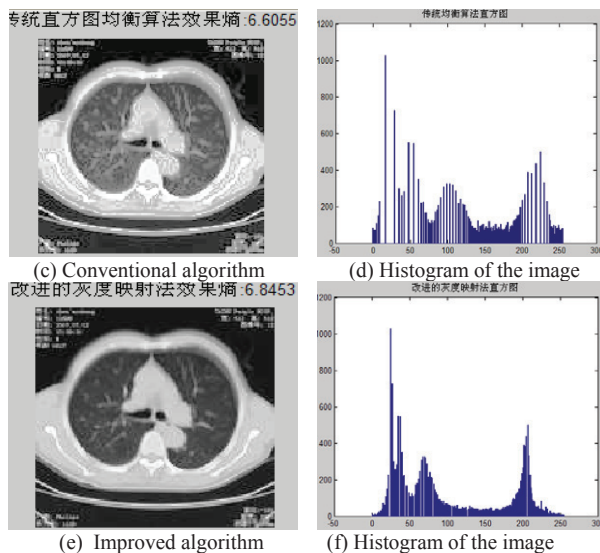 传统直方图均衡算法效果熵:6.6055
传统均衡算法直方图
1200
1000
800
600
400
200
0
-50 0 50 100 150 200 250 300
(c) Conventional algorithm (d) Histogram of the image
改进的灰度映射法效果熵:6.8453
改进的灰度映射法直方图
1200
1000
800
600
400
200
0
-50 0 50 100 150 200 250 300
(e) Improved algorithm (f) Histogram of the image